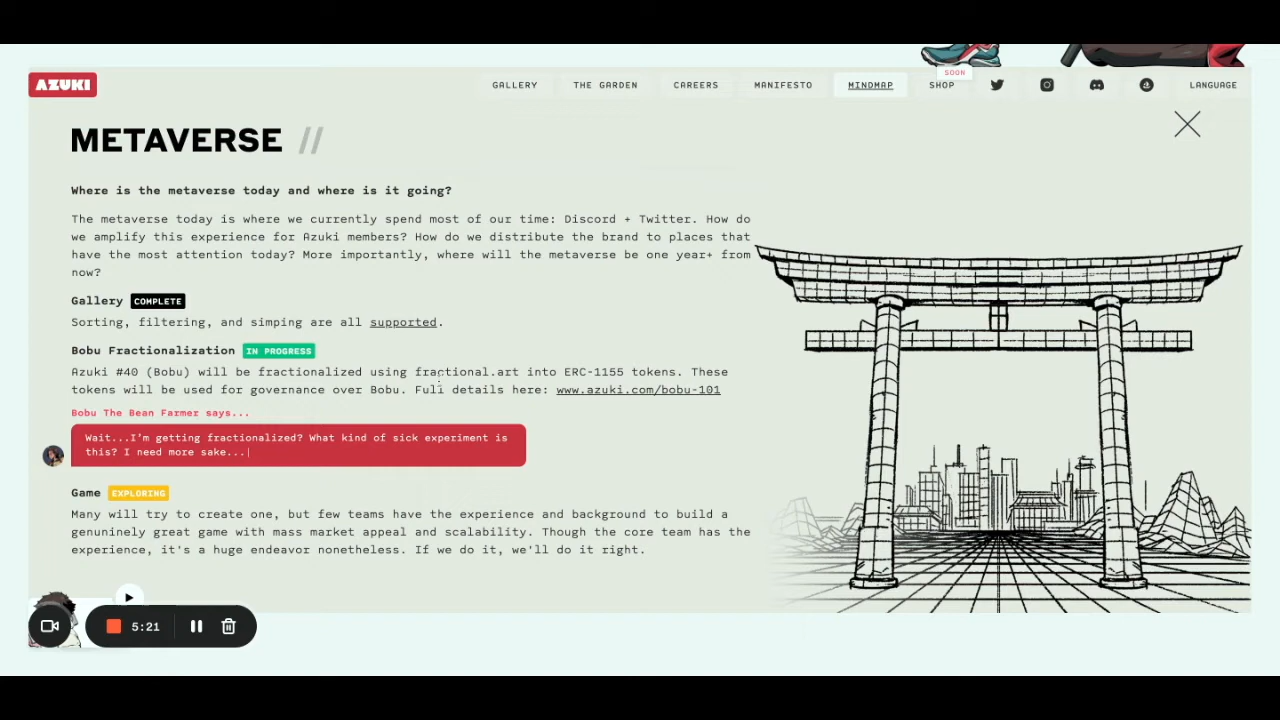 SOON
AZUKI
GALLERY THE GARDEN CAREERS MANIFESTO MINDMAP SHOP LANGUAGE
METAVERSE //
Where is the metaverse today and where is it going?
The metaverse today is where we currently spend most of our time: Discord + Twitter. How do
we amplify this experience for Azuki members? How do we distribute the brand to places that
have the most attention today? More importantly, where will the metaverse be one year+ from
now?
Gallery COMPLETE
Sorting, filtering, and simping are all supported.
Bobu Fractionalization IN PROGRESS
Azuki #40 (Bobu) will be fractionalized using fractional.art into ERC-1155 tokens. These
tokens will be used for governance over Bobu. Full details here: www.azuki.com/bobu-101
Bobu The Bean Farmer says...
Wait...I’m getting fractionalized? What kind of sick experiment is
this? I need more sake...|
Game EXPLORING
Many will try to create one, but few teams have the experience and background to build a
genuninely great game with mass market appeal and scalability. Though the core team has the
experience, it's a huge endeavor nonetheless. If we do it, we'll do it right.
5:21